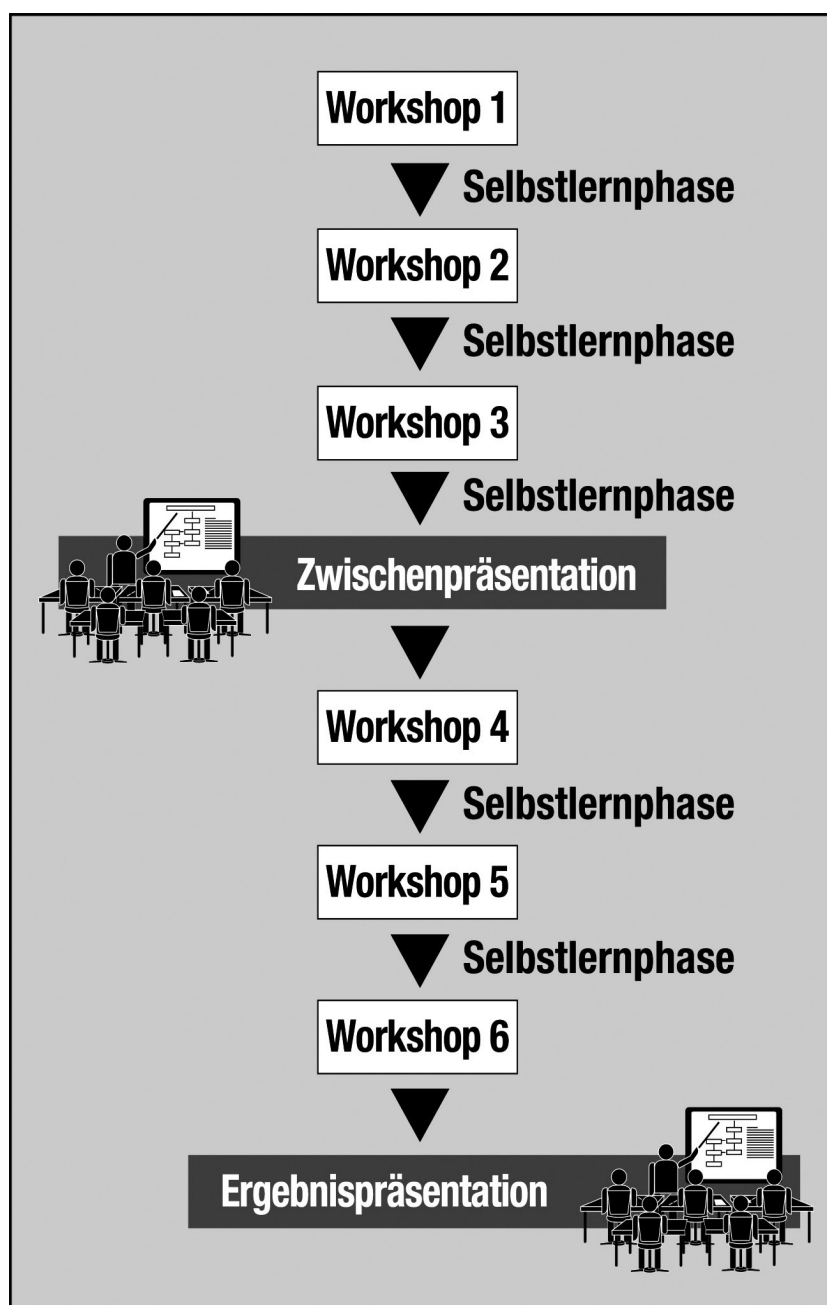 Workshop 1
Selbstlernphase
Workshop 2
Selbstlernphase
Workshop 3
Selbstlernphase
Zwischenpräsentation
Workshop 4
Selbstlernphase
Workshop 5
Selbstlernphase
Workshop 6
Ergebnispräsentation